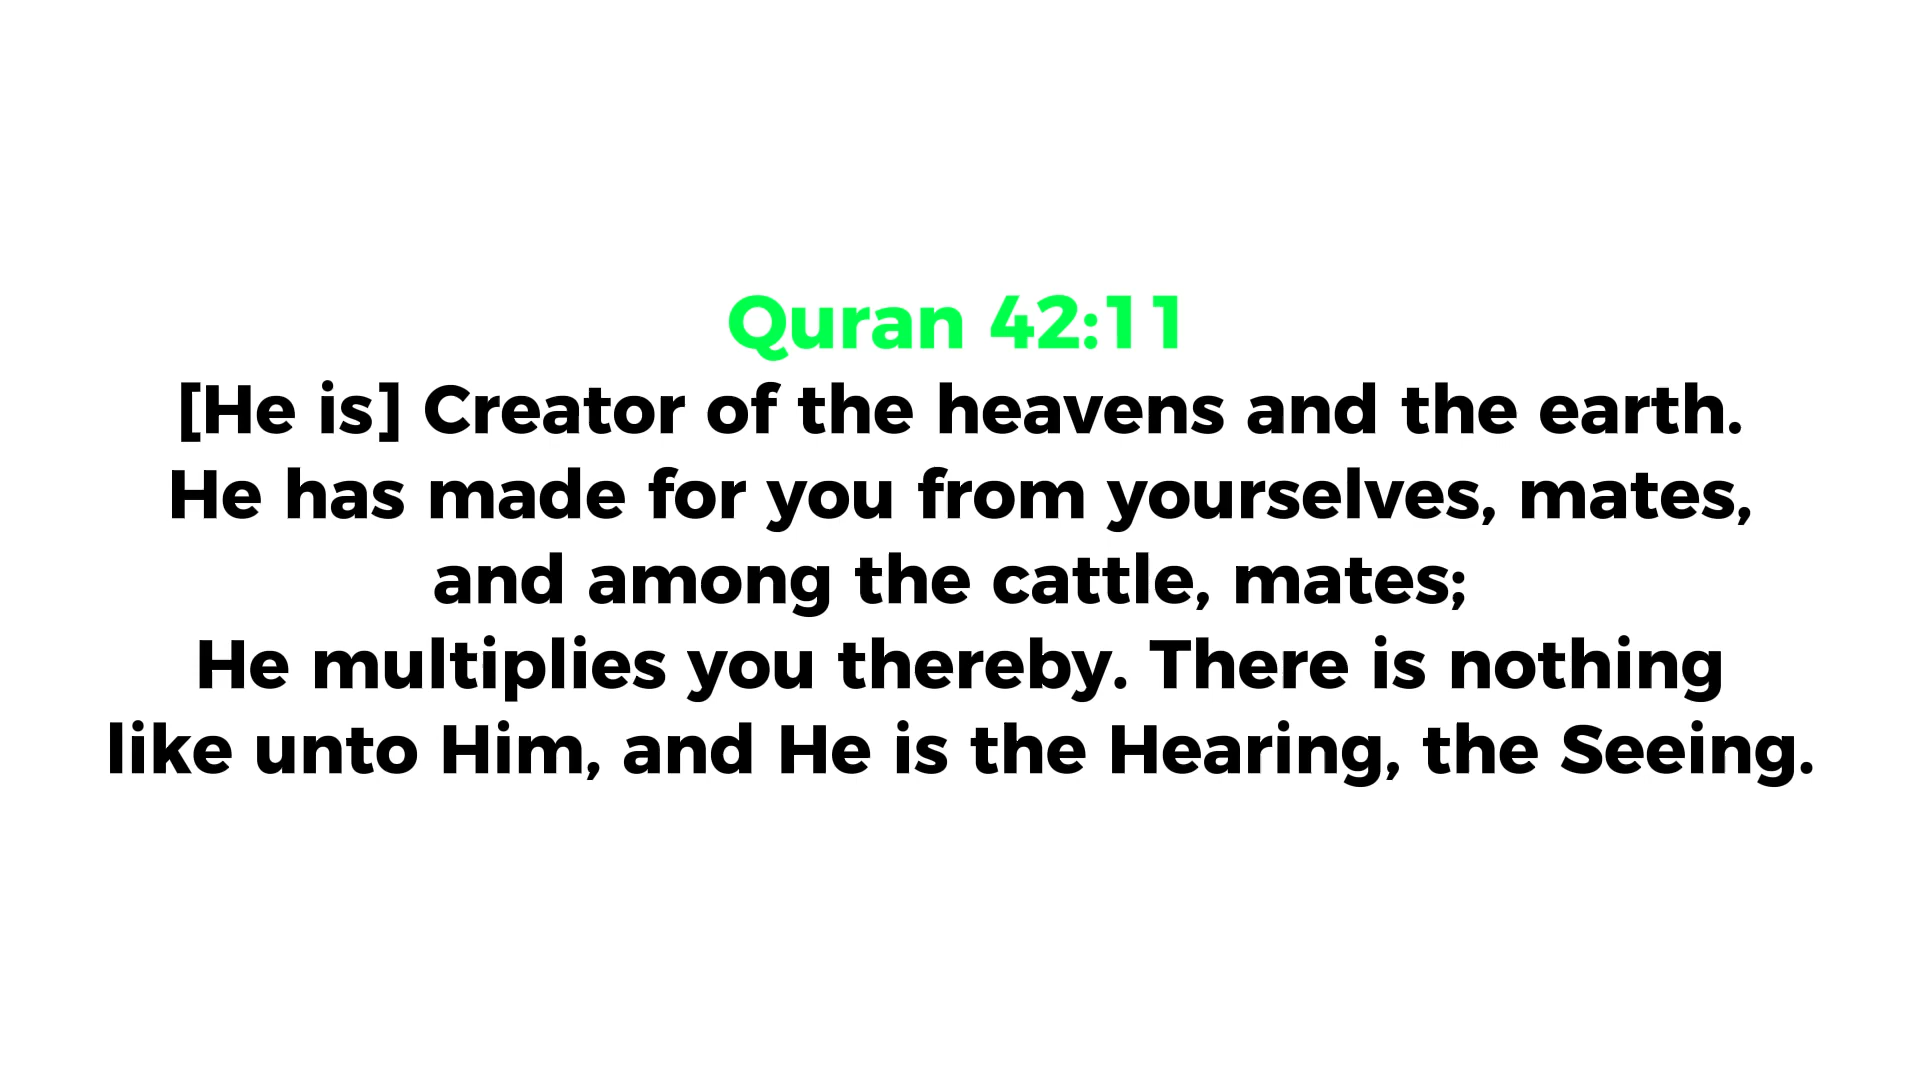 Quran 42:11
[He is] Creator of the heavens and the earth.
He has made for you from yourselves, mates,
and among the cattle, mates;
He multiplies you thereby. There is nothing
like unto Him, and He is the Hearing, the Seeing.